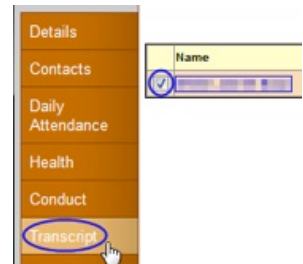 Details
Contacts
Daily
Attendance
Health
Conduct
Transcript
Name